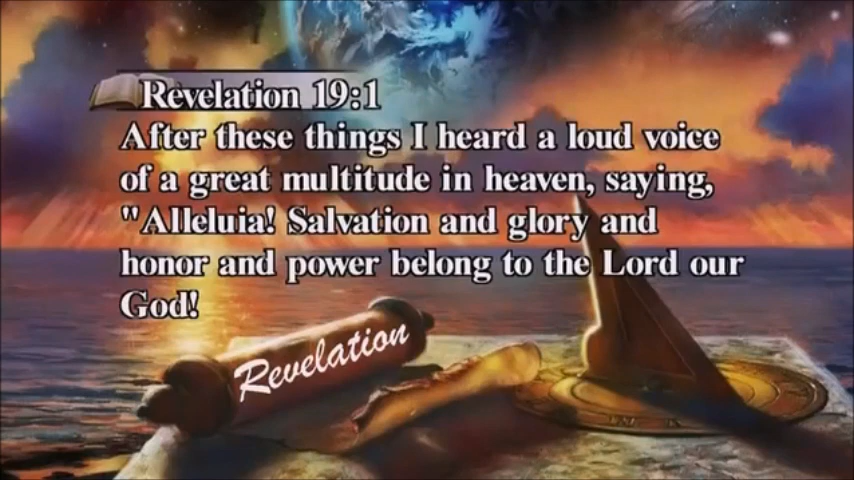 Revelation 19:1
After these things I heard a loud voice
of a great multitude in heaven, saying,
"Alleluia! Salvation and glory and
honor and power belong to the Lord our
God!
Revelation